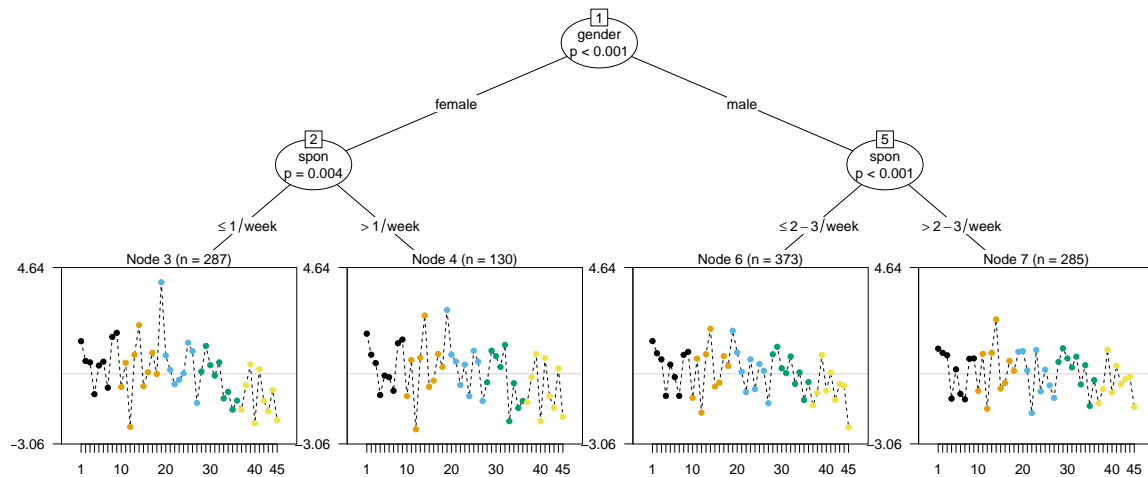 1
gender
p < 0.001
female
male
2
spon
p = 0.004
5
spon
p < 0.001
≤ 1/week
> 1/week
≤ 2 − 3/week
> 2 − 3/week
Node 3 (n = 287)
4.64
−3.06
1 10 20 30 40 45
Node 4 (n = 130)
4.64
−3.06
1 10 20 30 40 45
Node 6 (n = 373)
4.64
−3.06
1 10 20 30 40 45
Node 7 (n = 285)
4.64
−3.06
1 10 20 30 40 45